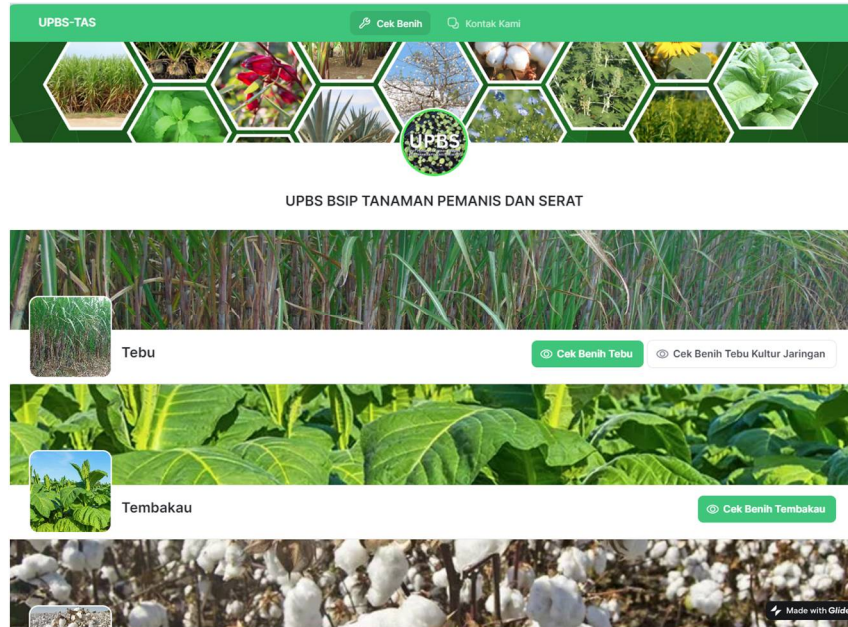 UPBS-TAS
Cek Benih
Kontak Kami
UPBS
UPBS BSIP TANAMAN PEMANIS DAN SERAT
Tebu
Cek Benih Tebu
Cek Benih Tebu Kultur Jaringan
Tembakau
Cek Benih Tembakau
Made with Glide